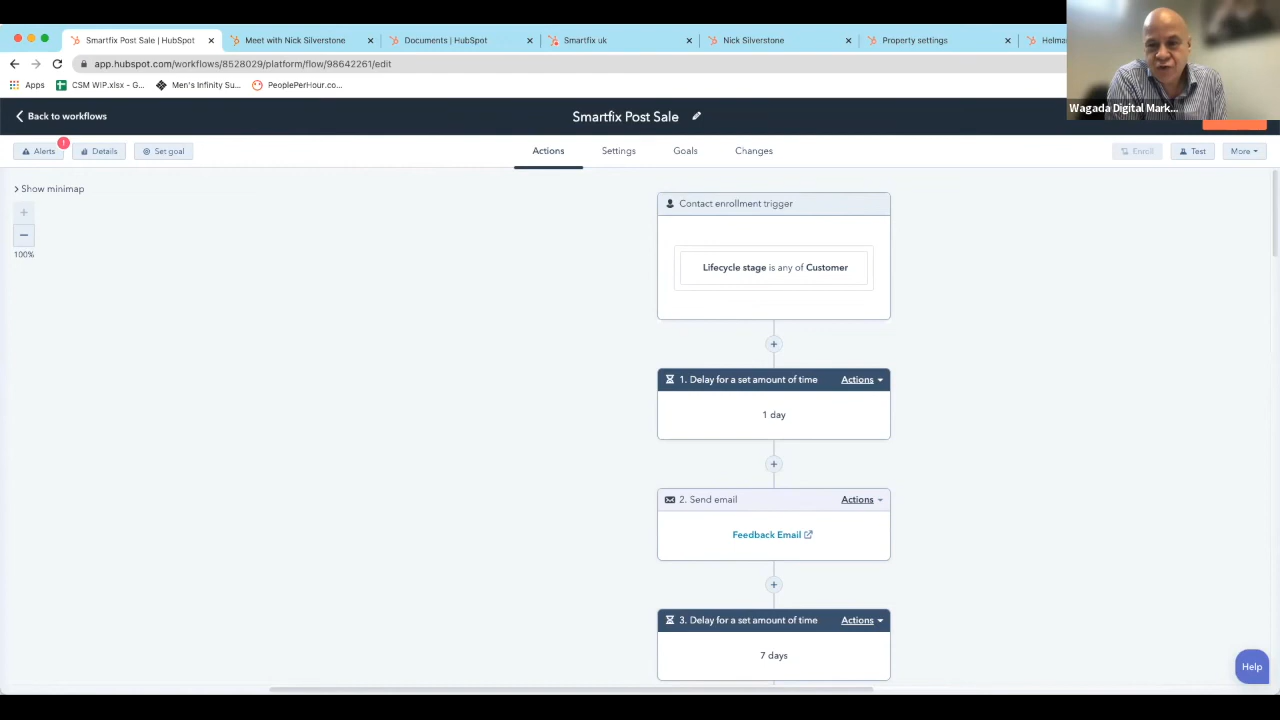 Smartfix Post Sale | HubSpot
Meet with Nick Silverstone
Documents | HubSpot
Smartfix uk
Nick Silverstone
Property settings
Helmas
app.hubspot.com/workflows/8528029/platform/flow/98642261/edit
Apps
CSM WiP.xlsx - G...
Men's Infinity Su...
PeoplePerHour.co...
Wagada Digital Mark...
Back to workflows
Smartfix Post Sale
Alerts
!
Details
Set goal
Actions
Settings
Goals
Changes
Enroll
Test
More
Show minimap
+
−
100%
Contact enrollment trigger
Lifecycle stage is any of Customer
+
1. Delay for a set amount of time
Actions
1 day
+
2. Send email
Actions
Feedback Email
+
3. Delay for a set amount of time
Actions
7 days
Help